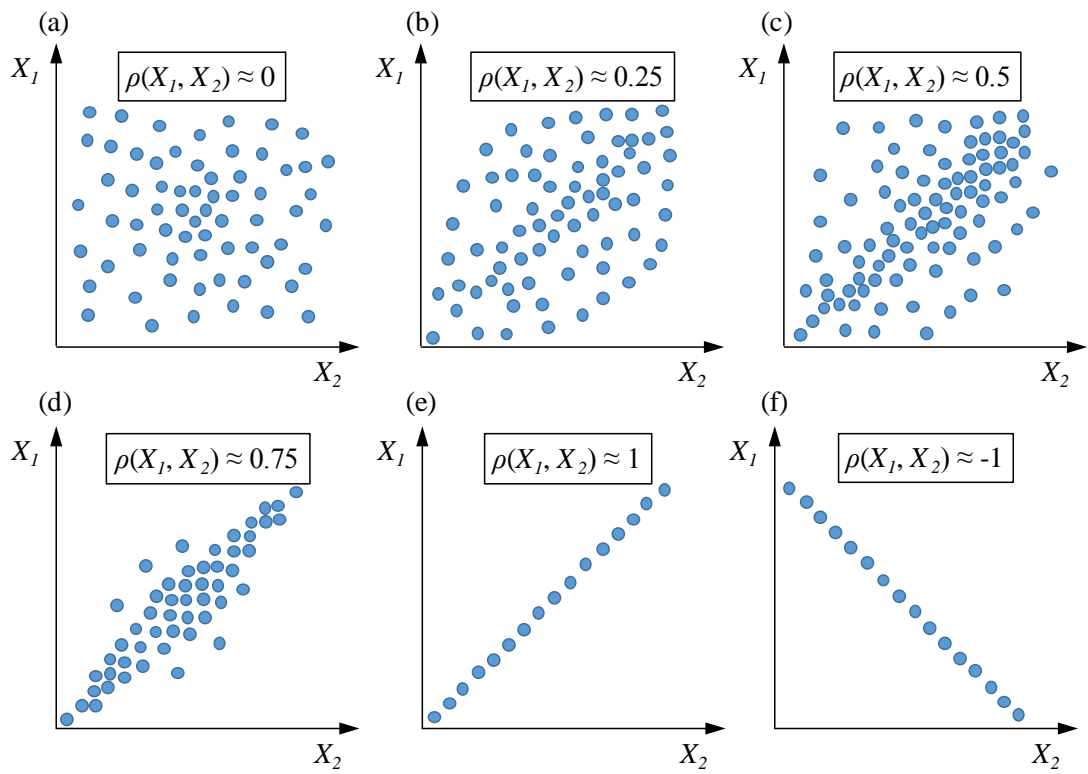 (a)
X1
ρ(X1, X2) ≈ 0
X2
(b)
X1
ρ(X1, X2) ≈ 0.25
X2
(c)
X1
ρ(X1, X2) ≈ 0.5
X2
(d)
X1
ρ(X1, X2) ≈ 0.75
X2
(e)
X1
ρ(X1, X2) ≈ 1
X2
(f)
X1
ρ(X1, X2) ≈ -1
X2